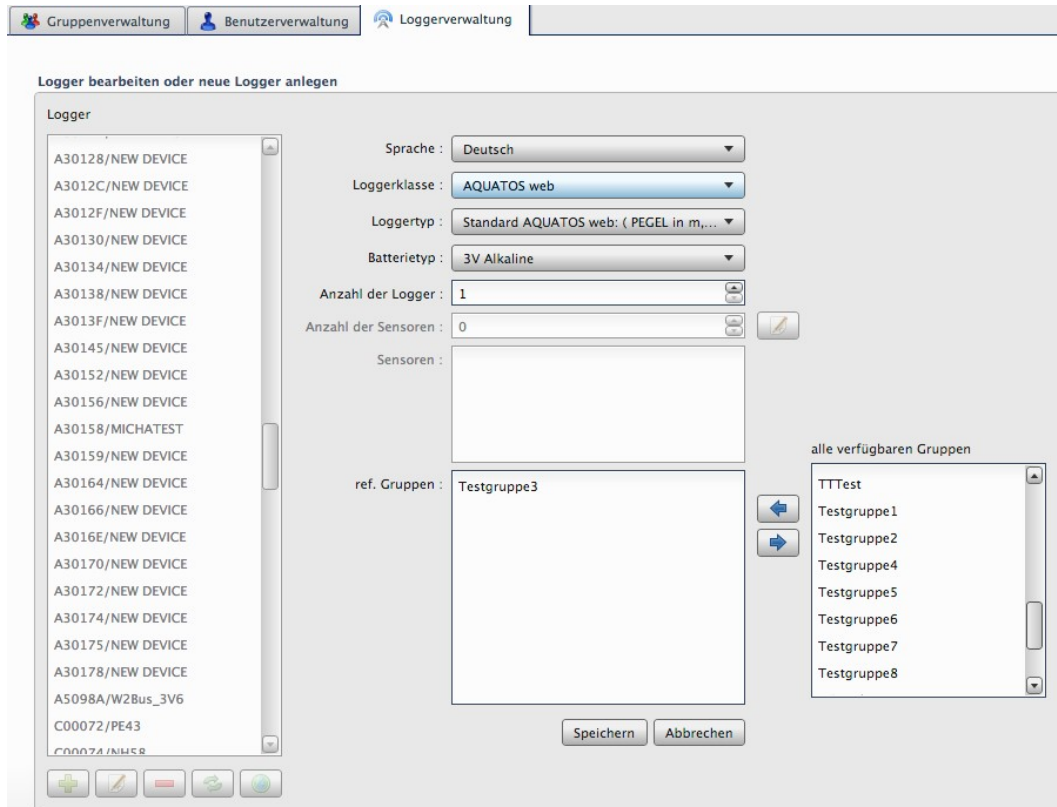 Gruppenverwaltung
Benutzerverwaltung
Loggerverwaltung
Logger bearbeiten oder neue Logger anlegen
Logger
A30128/NEW DEVICE
A3012C/NEW DEVICE
A3012F/NEW DEVICE
A30130/NEW DEVICE
A30134/NEW DEVICE
A30138/NEW DEVICE
A3013F/NEW DEVICE
A30145/NEW DEVICE
A30152/NEW DEVICE
A30156/NEW DEVICE
A30158/MICHATEST
A30159/NEW DEVICE
A30164/NEW DEVICE
A30166/NEW DEVICE
A3016E/NEW DEVICE
A30170/NEW DEVICE
A30172/NEW DEVICE
A30174/NEW DEVICE
A30175/NEW DEVICE
A30178/NEW DEVICE
A5098A/W2Bus_3V6
C00072/PE43
C00074/NH58
Sprache : Deutsch
Loggerklasse : AQUATOS web
Loggertyp : Standard AQUATOS web: ( PEGEL in m,...
Batterietyp : 3V Alkaline
Anzahl der Logger : 1
Anzahl der Sensoren : 0
Sensoren :
ref. Gruppen : Testgruppe3
alle verfügbaren Gruppen
TTTest
Testgruppe1
Testgruppe2
Testgruppe4
Testgruppe5
Testgruppe6
Testgruppe7
Testgruppe8
Speichern
Abbrechen